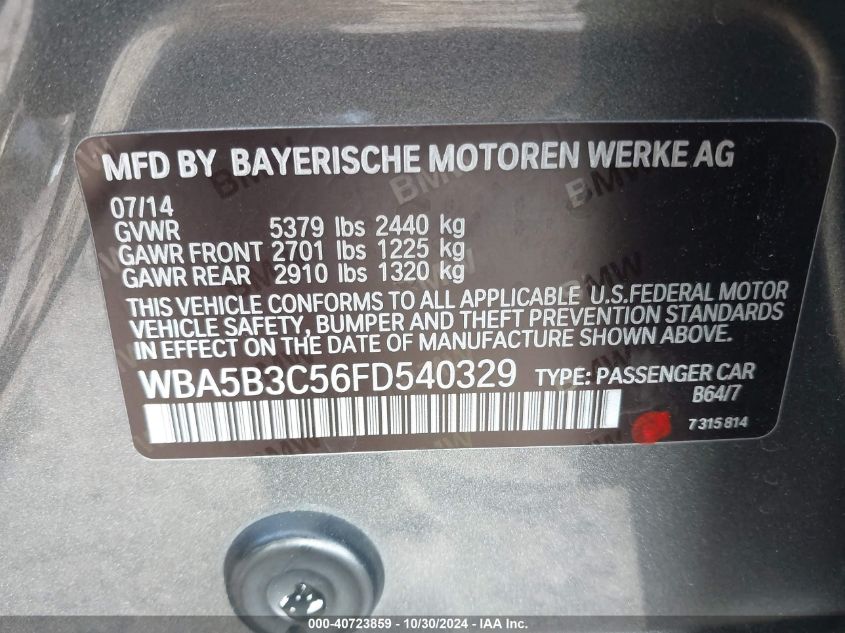 MFD BY BAYERISCHE MOTOREN WERKE AG
07/14
GVWR 5379 lbs 2440 kg
GAWR FRONT 2701 lbs 1225 kg
GAWR REAR 2910 lbs 1320 kg
THIS VEHICLE CONFORMS TO ALL APPLICABLE U.S.FEDERAL MOTOR
VEHICLE SAFETY, BUMPER AND THEFT PREVENTION STANDARDS
IN EFFECT ON THE DATE OF MANUFACTURE SHOWN ABOVE.
WBA5B3C56FD540329 TYPE: PASSENGER CAR
B64/7
7315814
000-40723859 - 10/30/2024 - IAA Inc.